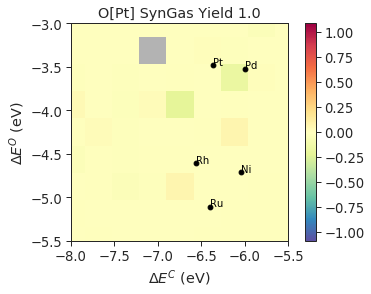 O[Pt] SynGas Yield 1.0
ΔE^O (eV)
−3.0
−3.5
−4.0
−4.5
−5.0
−5.5
Pt
Pd
Rh
Ni
Ru
−8.0 −7.5 −7.0 −6.5 −6.0 −5.5
ΔE^C (eV)
1.00
0.75
0.50
0.25
0.00
−0.25
−0.50
−0.75
−1.00